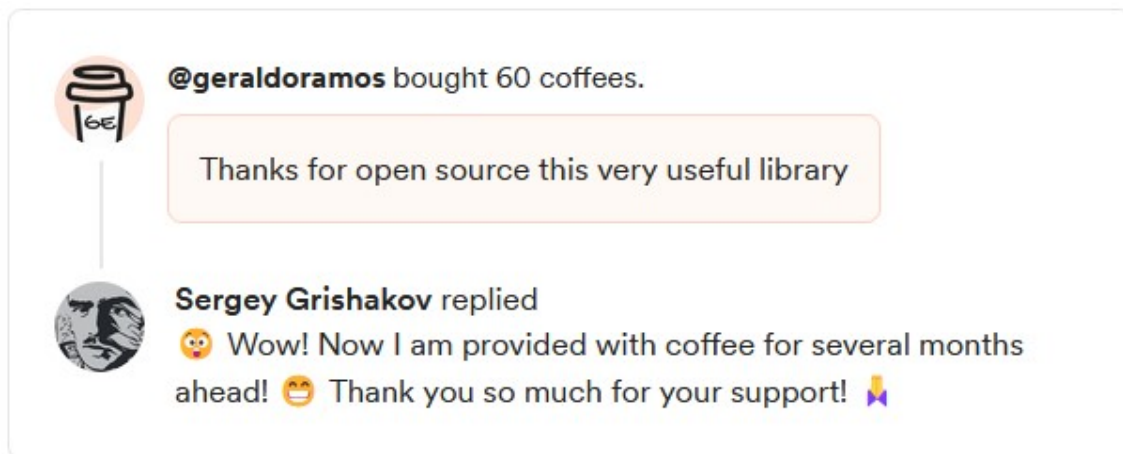 @geraldoramos bought 60 coffees.
GE
Thanks for open source this very useful library
Sergey Grishakov replied
😲 Wow! Now I am provided with coffee for several months
ahead! 😁 Thank you so much for your support! 🙏